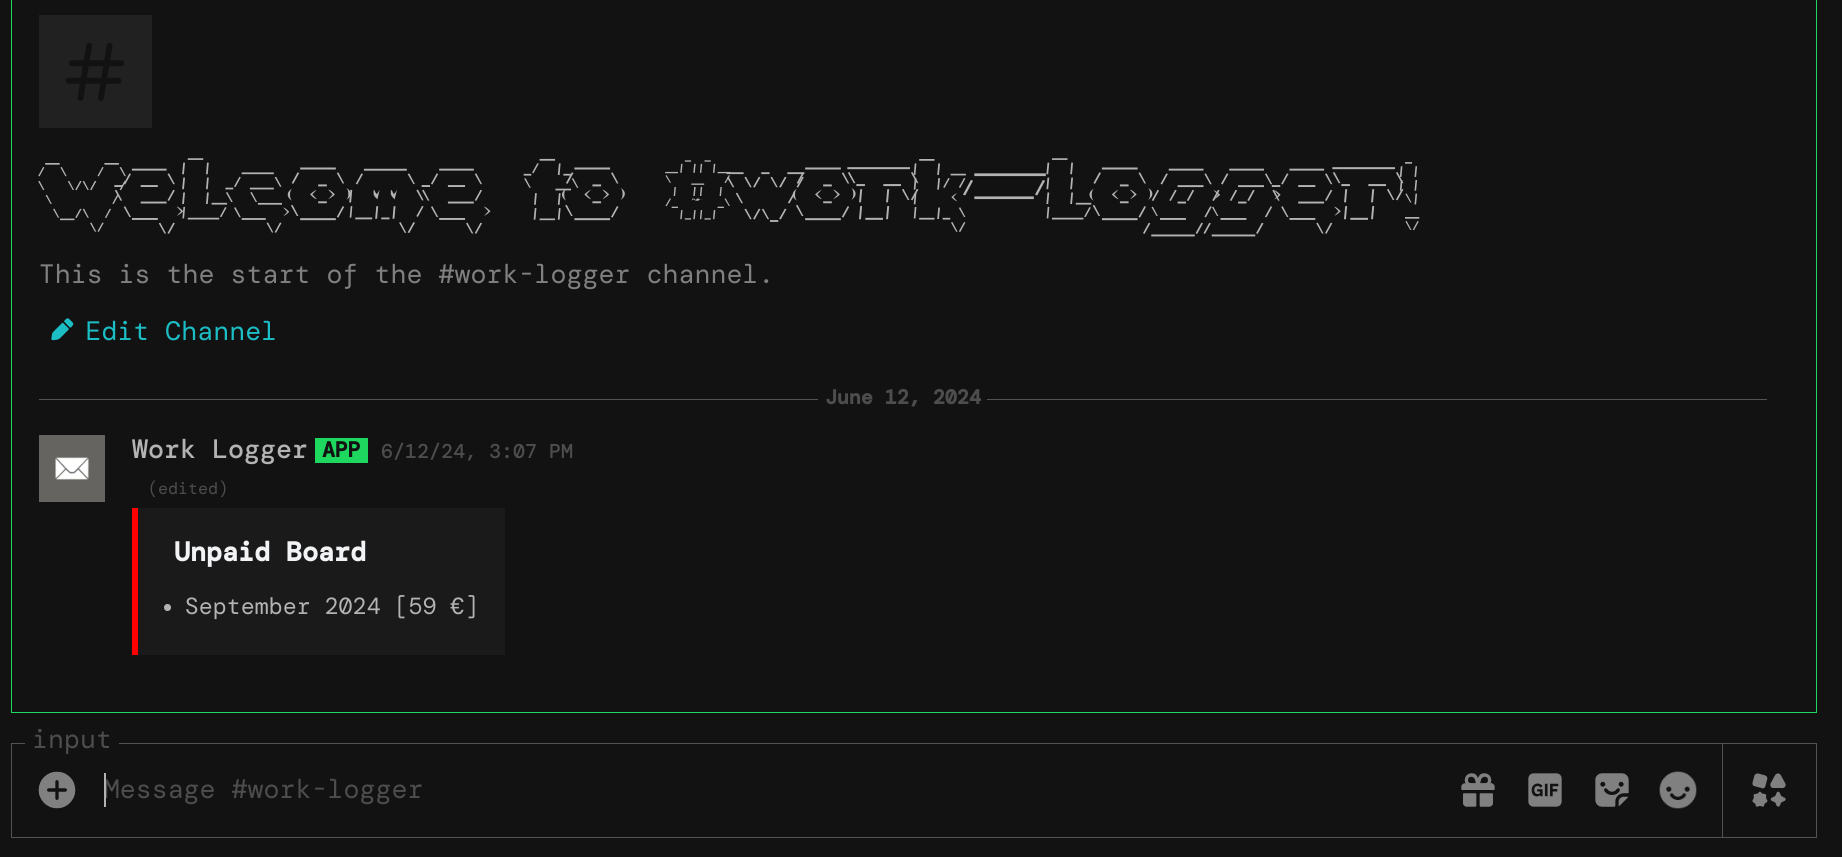 #
Welcome to #work-logger!
This is the start of the #work-logger channel.
Edit Channel
June 12, 2024
Work Logger APP 6/12/24, 3:07 PM
(edited)
Unpaid Board
• September 2024 [59 €]
input
Message #work-logger
GIF